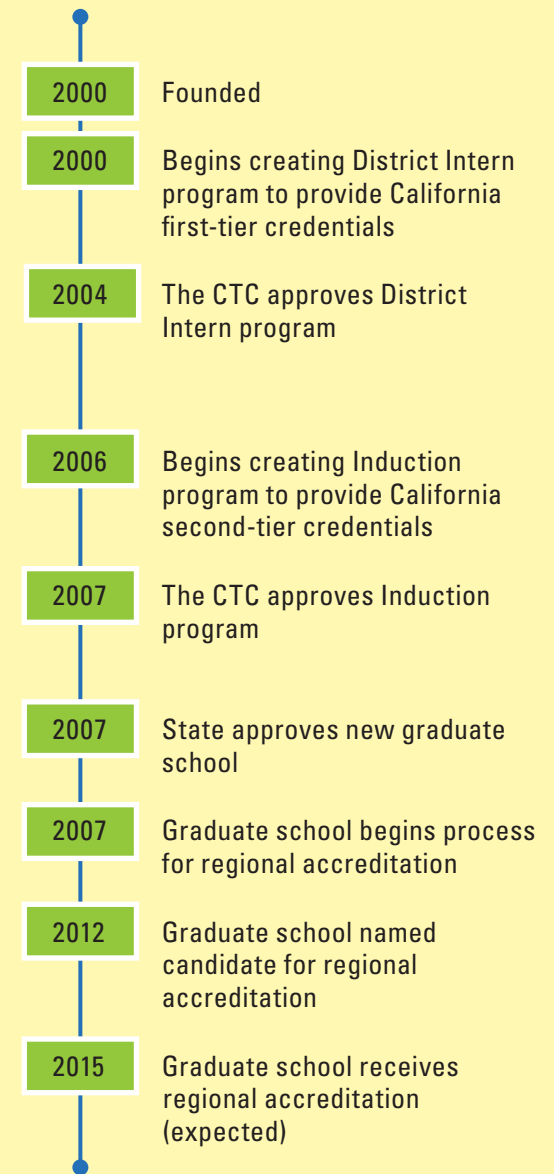 2000 Founded
2000 Begins creating District Intern
program to provide California
first-tier credentials
2004 The CTC approves District
Intern program
2006 Begins creating Induction
program to provide California
second-tier credentials
2007 The CTC approves Induction
program
2007 State approves new graduate
school
2007 Graduate school begins process
for regional accreditation
2012 Graduate school named
candidate for regional
accreditation
2015 Graduate school receives
regional accreditation
(expected)